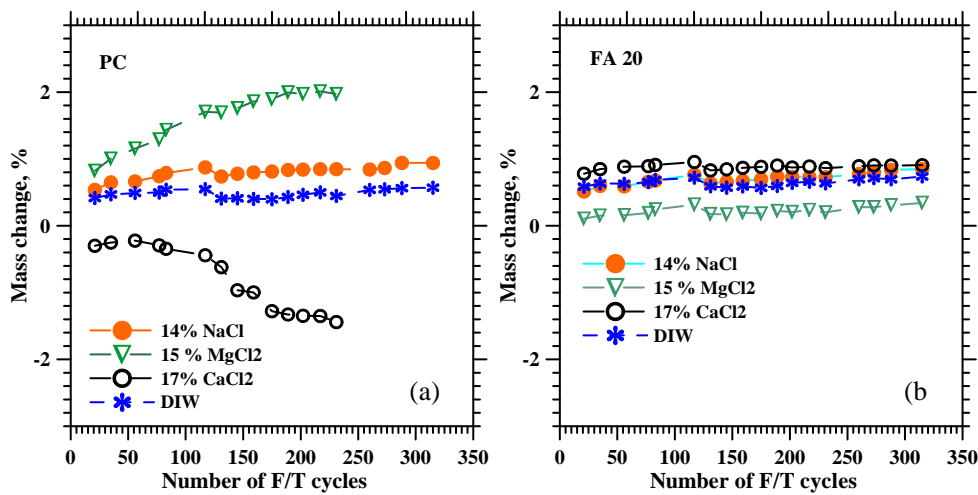 PC
Mass change, %
2
0
-2
14% NaCl
15 % MgCl2
17% CaCl2
DIW
(a)
0 50 100 150 200 250 300 350
Number of F/T cycles
FA 20
Mass change, %
2
0
-2
14% NaCl
15 % MgCl2
17% CaCl2
DIW
(b
0 50 100 150 200 250 300 350
Number of F/T cycles